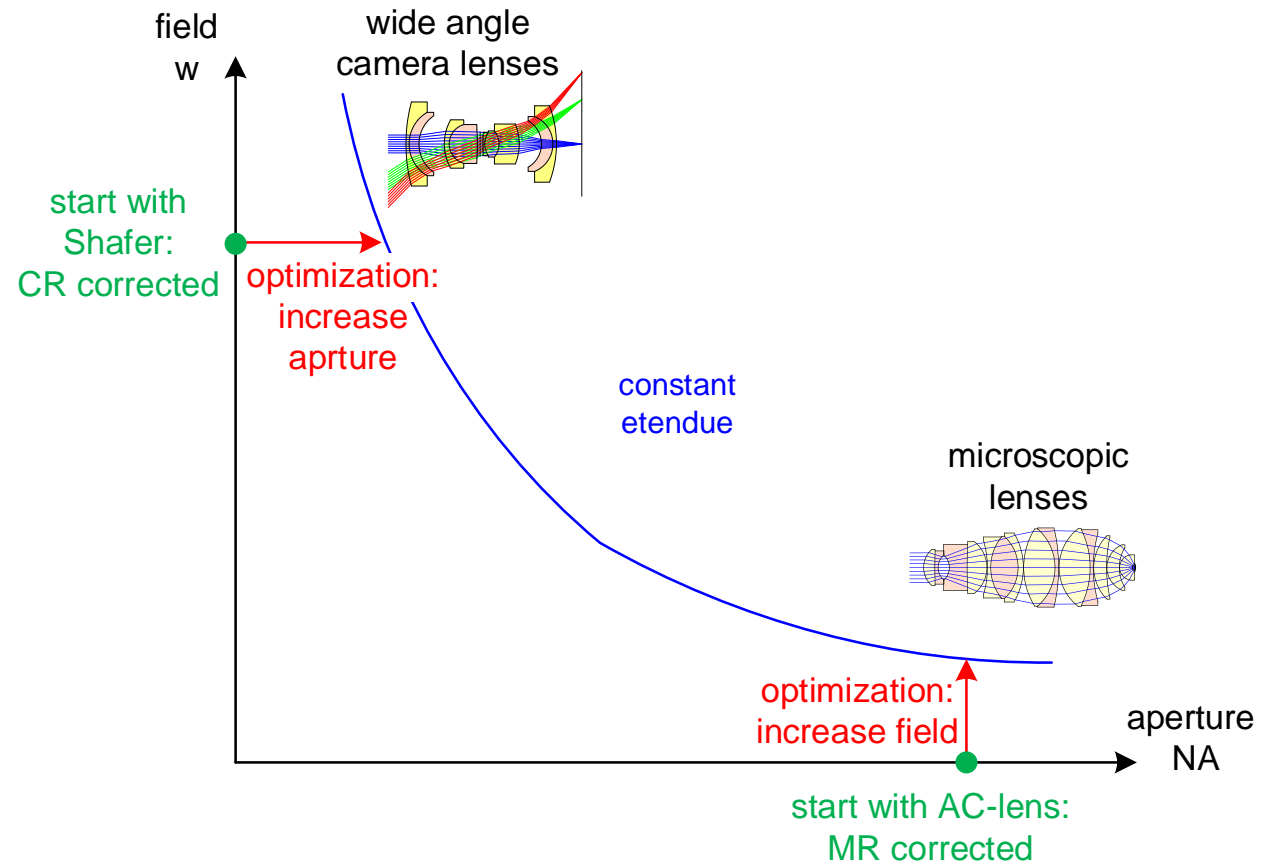 field
w
wide angle
camera lenses
start with
Shafer:
CR corrected
optimization:
increase
aprture
constant
etendue
microscopic
lenses
optimization:
increase field
aperture
NA
start with AC-lens:
MR corrected